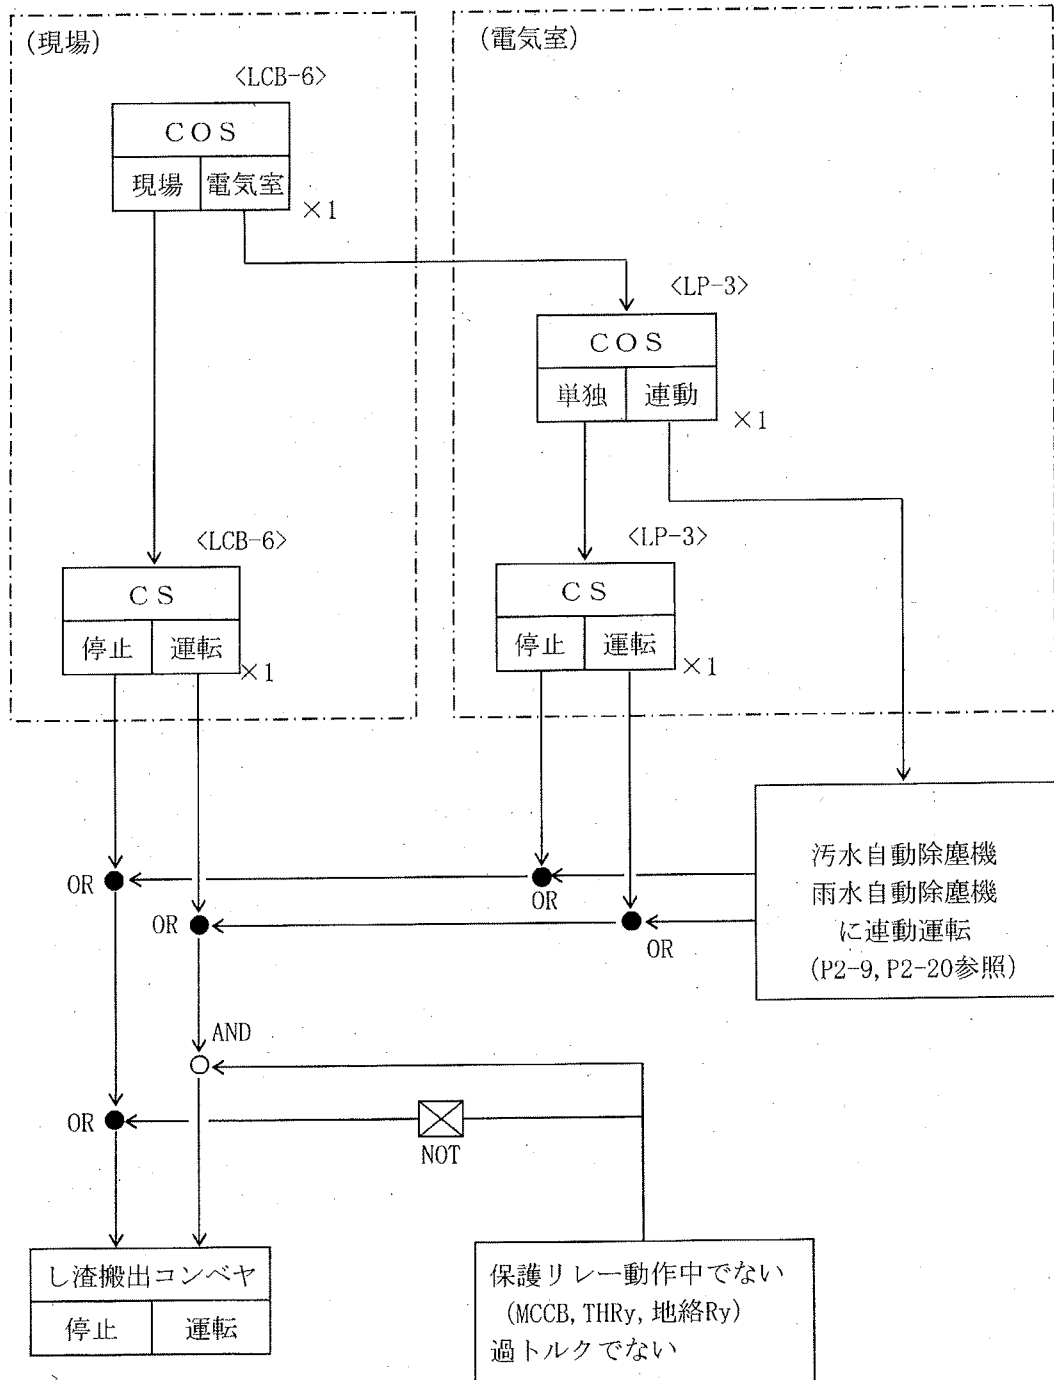 (現場)
(電気室)
<LCB-6>
COS
現場
電気室
×1
<LP-3>
COS
単独
連動
×1
<LCB-6>
CS
停止
運転
×1
<LP-3>
CS
停止
運転
×1
汚水自動除塵機
雨水自動除塵機
に連動運転
(P2-9,P2-20参照)
OR
OR
OR
OR
AND
OR
NOT
し渣搬出コンベヤ
停止
運転
保護リレー動作中でない
(MCCB,THRy,地絡Ry)
過トルクでない